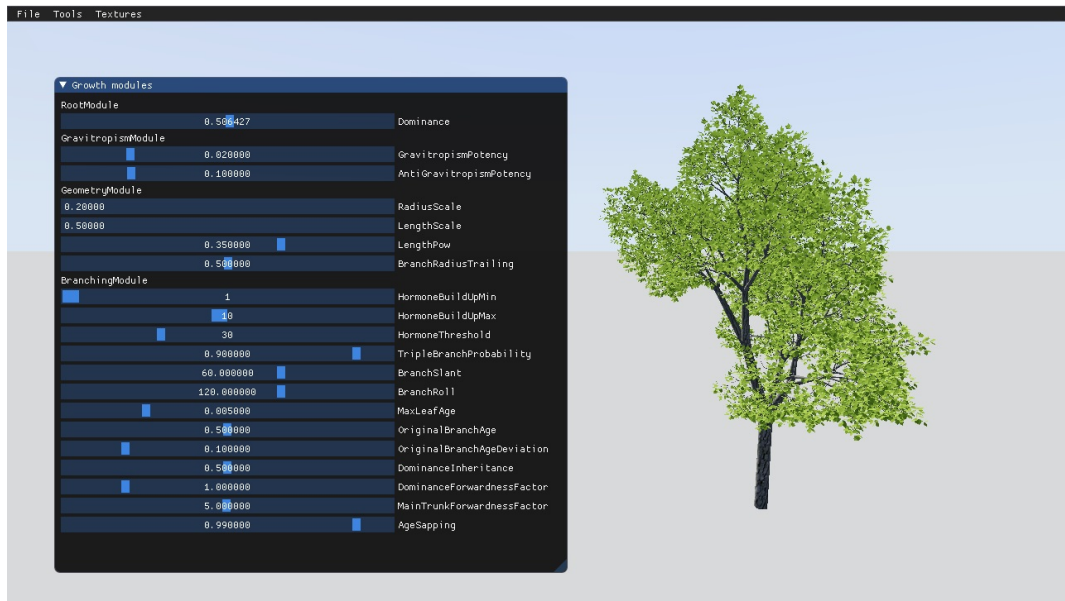 File Tools Textures
▼ Growth modules
RootModule
0.506427 Dominance
GravitropismModule
0.020000 GravitropismPotency
0.100000 AntiGravitropismPotency
GeometryModule
0.20000 RadiusScale
0.50000 LengthScale
0.350000 LengthPow
0.500000 BranchRadiusTrailing
BranchingModule
1 HormoneBuildUpMin
10 HormoneBuildUpMax
30 HormoneThreshold
0.900000 TripleBranchProbability
60.000000 BranchSlant
120.000000 BranchRoll
0.005000 MaxLeafAge
0.500000 OriginalBranchAge
0.100000 OriginalBranchAgeDeviation
0.500000 DominanceInheritance
1.000000 DominanceForwardnessFactor
5.000000 MainTrunkForwardnessFactor
0.990000 AgeSapping